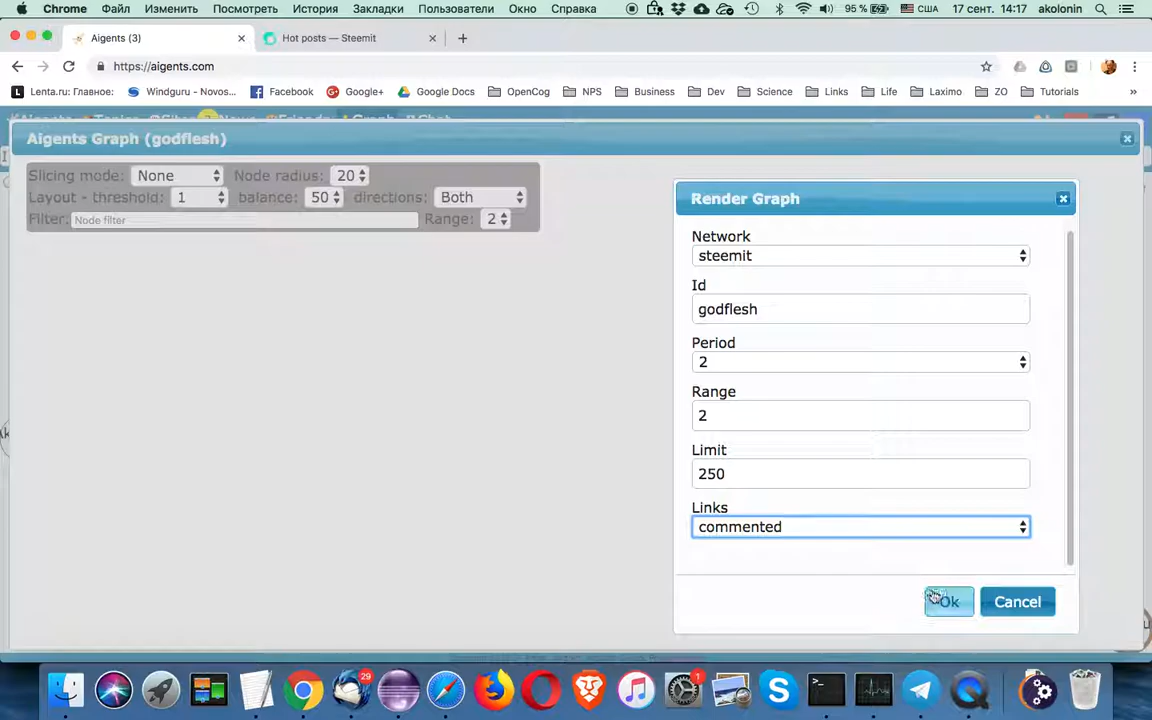 Chrome Файл Изменить Посмотреть История Закладки Пользователи Окно Справка 95 % США 17 сент. 14:17 akolonin
Aigents (3) Hot posts — Steemit
https://aigents.com
Lenta.ru: Главное: Windguru - Novos... Facebook Google+ Google Docs OpenCog NPS Business Dev Science Links Life Laximo ZO Tutorials »
Aigents Graph (godflesh)
Slicing mode: None Node radius: 20
Layout - threshold: 1 balance: 50 directions: Both
Filter: Node filter Range: 2
Render Graph
Network
steemit
Id
godflesh
Period
2
Range
2
Limit
250
Links
commented
Ok Cancel
29
1